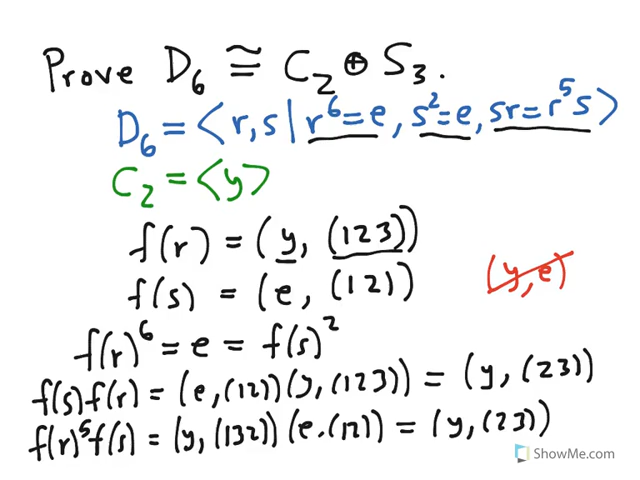 Prove D₆ ≅ C₂ ⊕ S₃.
D₆ = ⟨r, s | r⁶ = e, s² = e, sr = r⁵s⟩
C₂ = ⟨y⟩
f(r) = (y, (123))
f(s) = (e, (12))
(y, e)
f(r)⁶ = e = f(s)²
f(s)f(r) = (e, (12))(y, (123)) = (y, (23))
f(r)⁵f(s) = (y, (132))(e, (12)) = (y, (23))
ShowMe.com